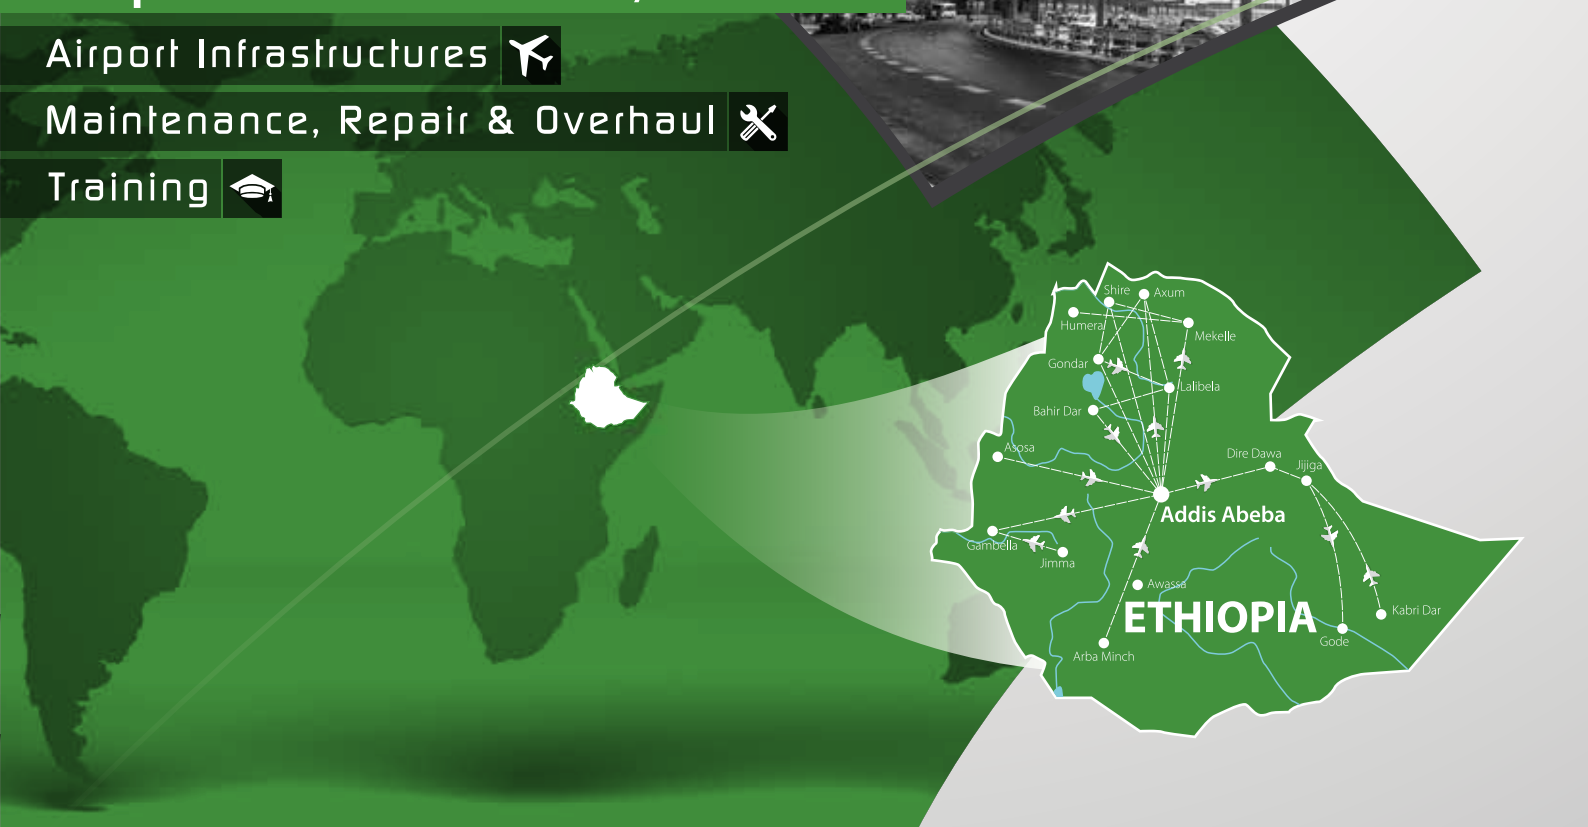 Airport Infrastructures
Maintenance, Repair & Overhaul
Training
Shire
Axum
Humera
Mekelle
Gondar
Lalibela
Bahir Dar
Asosa
Dire Dawa
Jijiga
Addis Abeba
Gambella
Jimma
Awassa
ETHIOPIA
Kabri Dar
Gode
Arba Minch